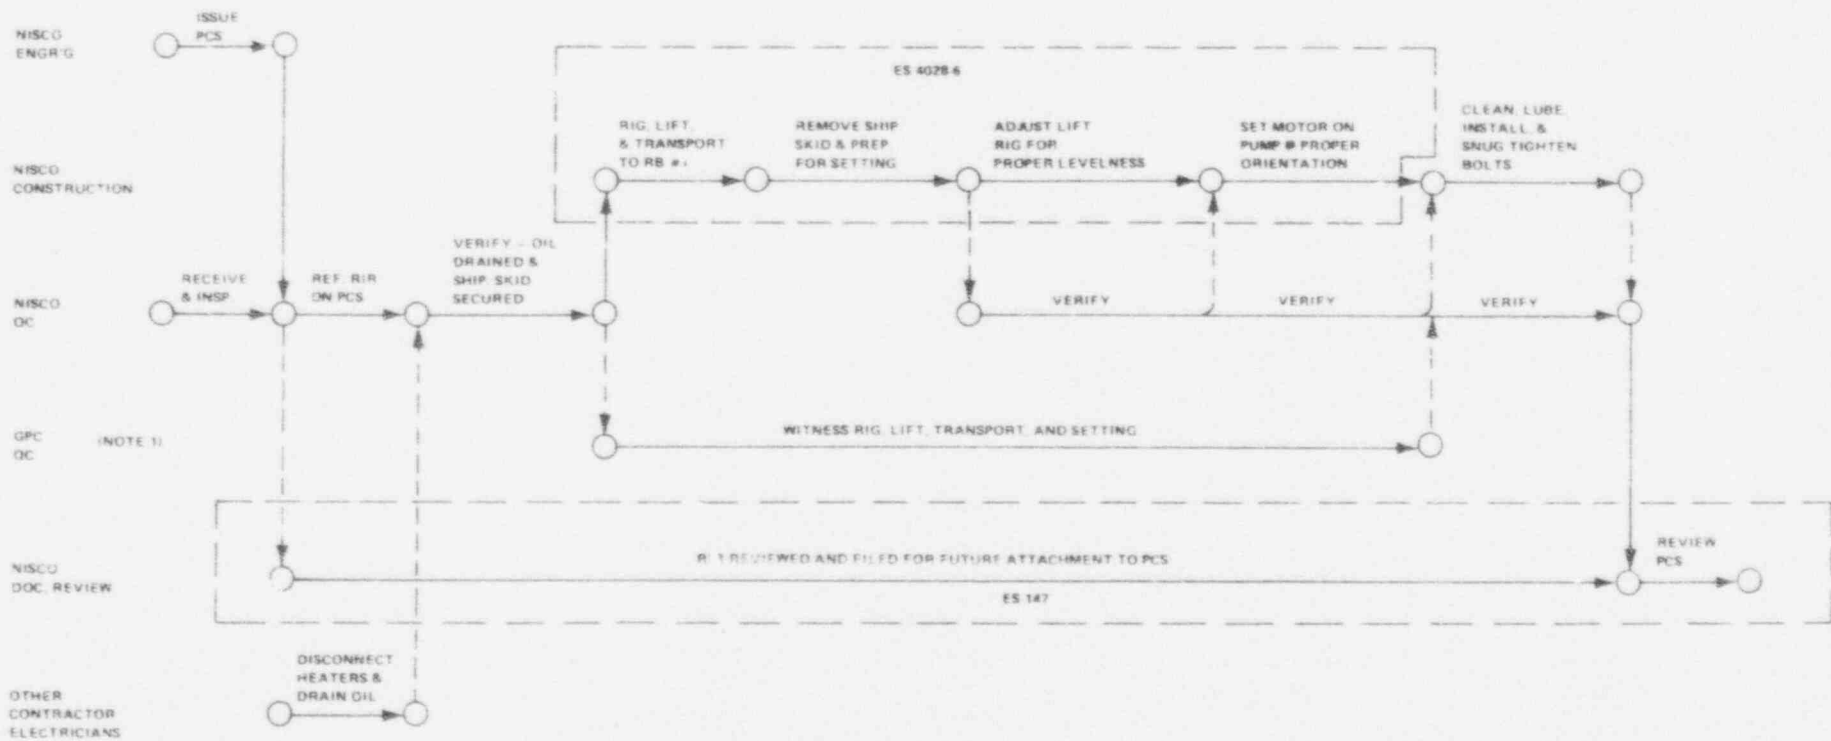 ISSUE
PCS
NISCO
ENGR'G
ES 4028-6
RIG, LIFT,
& TRANSPORT
TO RB
REMOVE SHIP
SKID & PREP
FOR SETTING
ADJUST LIFT
RIG FOR
PROPER LEVELNESS
SET MOTOR ON
PUMP @ PROPER
ORIENTATION
CLEAN, LUBE,
INSTALL, &
SNUG TIGHTEN
BOLTS
NISCO
CONSTRUCTION
RECEIVE
& INSP.
REF. RIR
ON PCS
VERIFY - OIL
DRAINED &
SHIP. SKID
SECURED
NISCO
QC
VERIFY
VERIFY
VERIFY
GPC
QC
(NOTE 1)
WITNESS RIG, LIFT, TRANSPORT, AND SETTING
NISCO
DOC. REVIEW
REVIEWED AND FILED FOR FUTURE ATTACHMENT TO PCS
ES 147
REVIEW
PCS
DISCONNECT
HEATERS &
DRAIN OIL
OTHER
CONTRACTOR
ELECTRICIANS